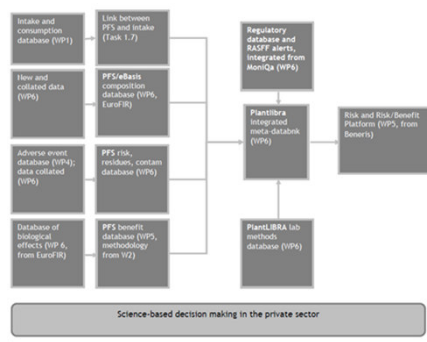 Intake and
consumption
database (WP1)
Link between
PFS and Intake
(Task 1.7)
Regulatory
database and
RASFF alerts,
integrated from
MoniQa (WP6)
New and
collated data
(WP6)
PFS/eBasis
composition
database (WP6,
EuroFIR)
Plantlibra
integrated
meta-databnk
(WP6)
Risk and Risk/Benefit
Platform (WP5, from
Beneris)
Adverse event
database (WP4);
data collated
(WP6)
PFS risk,
residues, contam
database (WP6)
Database of
biological
effects (WP 6,
from EuroFIR)
PFS benefit
database (WP5,
methodology
from W2)
PlantLIBRA lab
methods
database (WP6)
Science-based decision making in the private sector